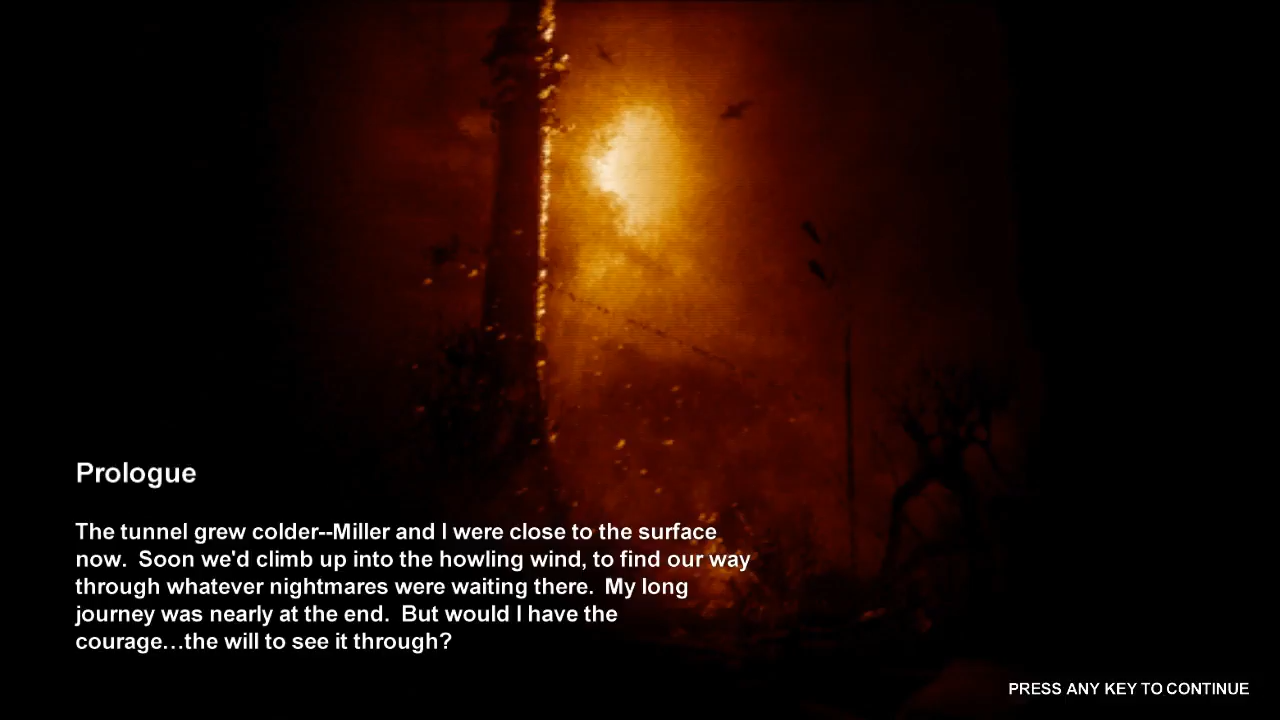 Prologue
The tunnel grew colder--Miller and I were close to the surface
now.  Soon we'd climb up into the howling wind, to find our way
through whatever nightmares were waiting there.  My long
journey was nearly at the end.  But would I have the
courage…the will to see it through?
PRESS ANY KEY TO CONTINUE